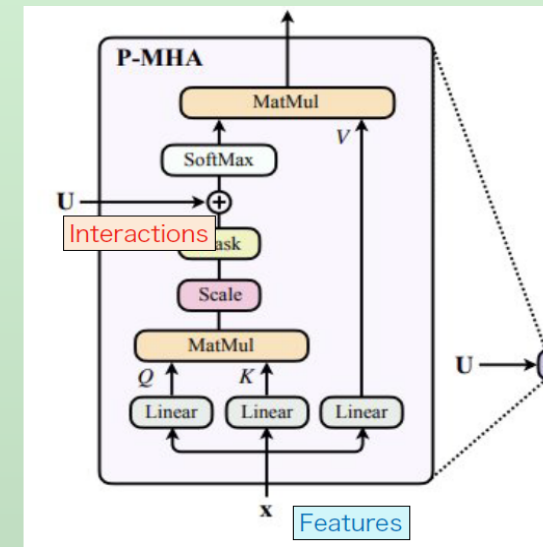 P-MHA
MatMul
V
SoftMax
U
Interactions
ask
Scale
MatMul
U
Q
K
Linear
Linear
Linear
x
Features